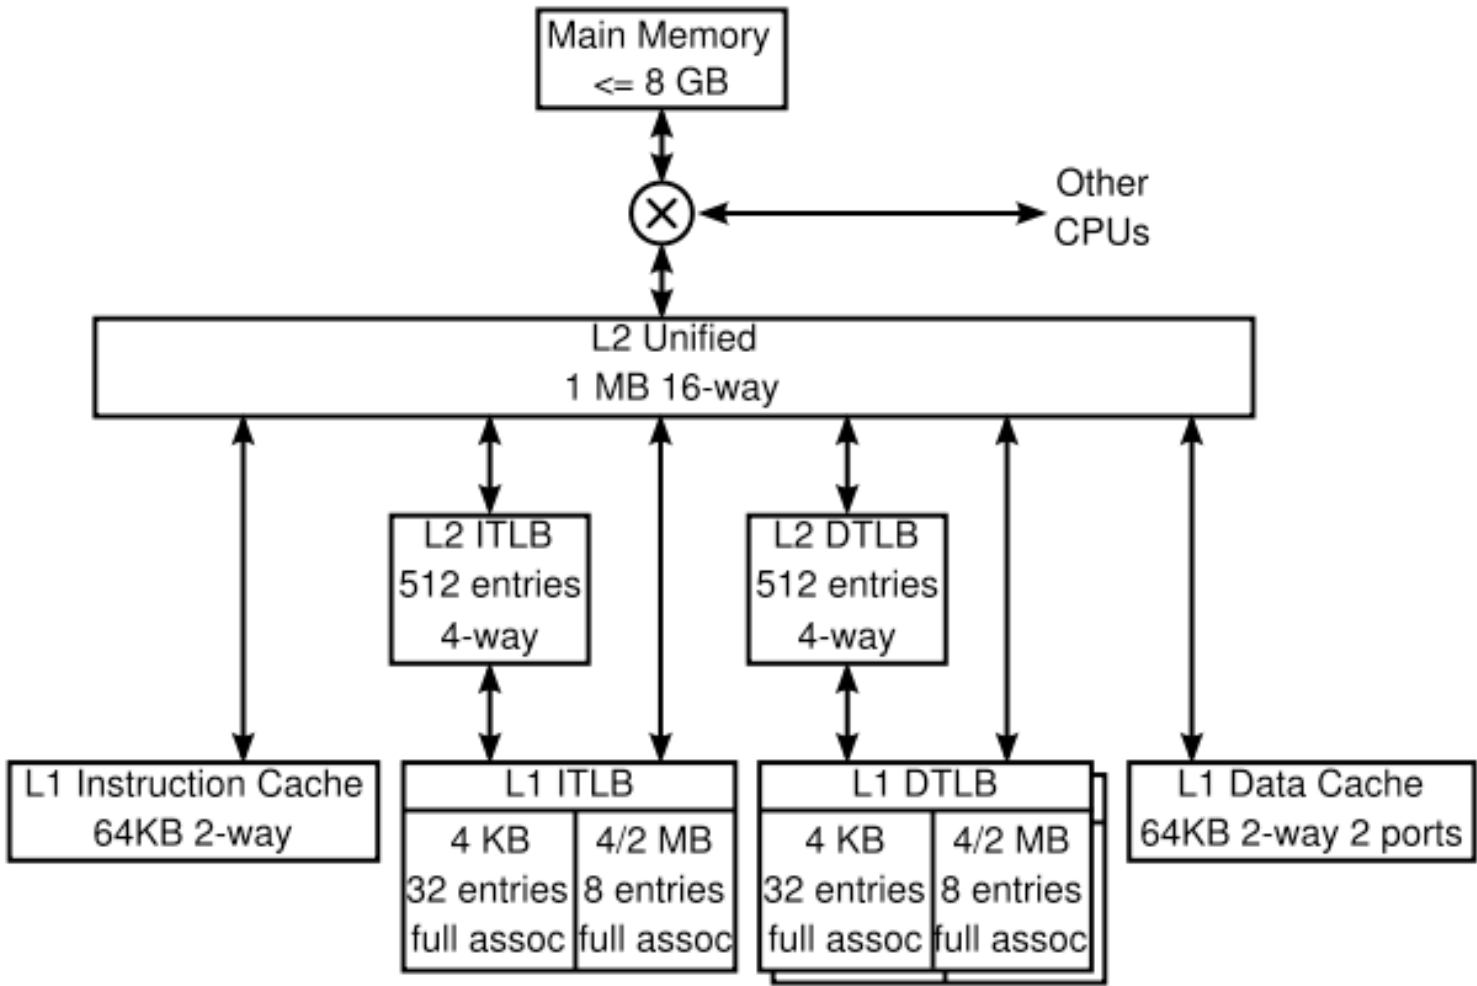 Main Memory
<= 8 GB
Other
CPUs
L2 Unified
1 MB 16-way
L2 ITLB
512 entries
4-way
L2 DTLB
512 entries
4-way
L1 Instruction Cache
64KB 2-way
L1 ITLB
4 KB
32 entries
full assoc
4/2 MB
8 entries
full assoc
L1 DTLB
4 KB
32 entries
full assoc
4/2 MB
8 entries
full assoc
L1 Data Cache
64KB 2-way 2 ports